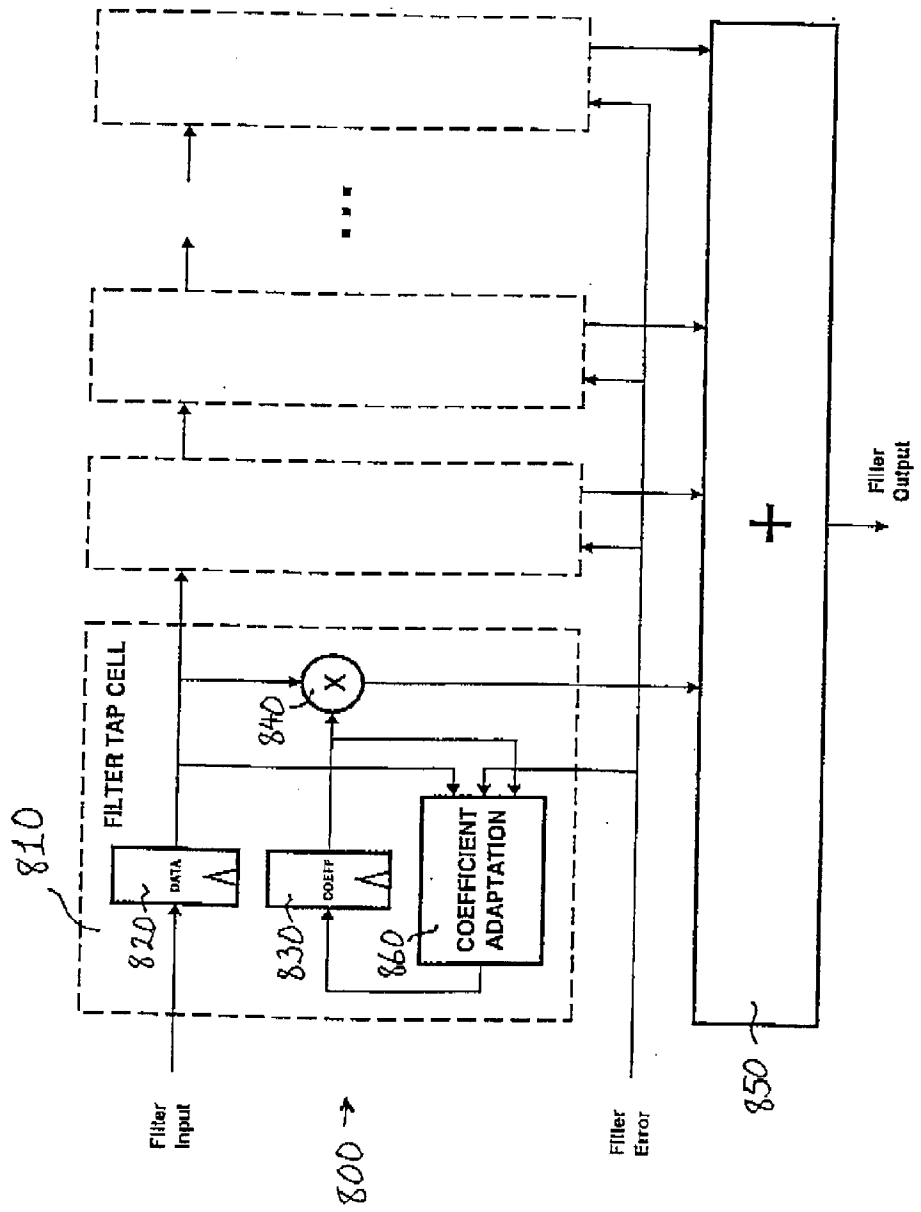 810
FILTER TAP CELL
820
DATA
830
COEFF
840
X
860
COEFFICIENT
ADAPTATION
Filter
Input
800
Filter
Error
850
+
Filter
Output